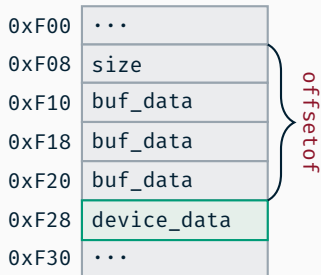 0xF00 ...
0xF08 size
0xF10 buf_data
0xF18 buf_data
0xF20 buf_data
0xF28 device_data
0xF30 ...
offsetof